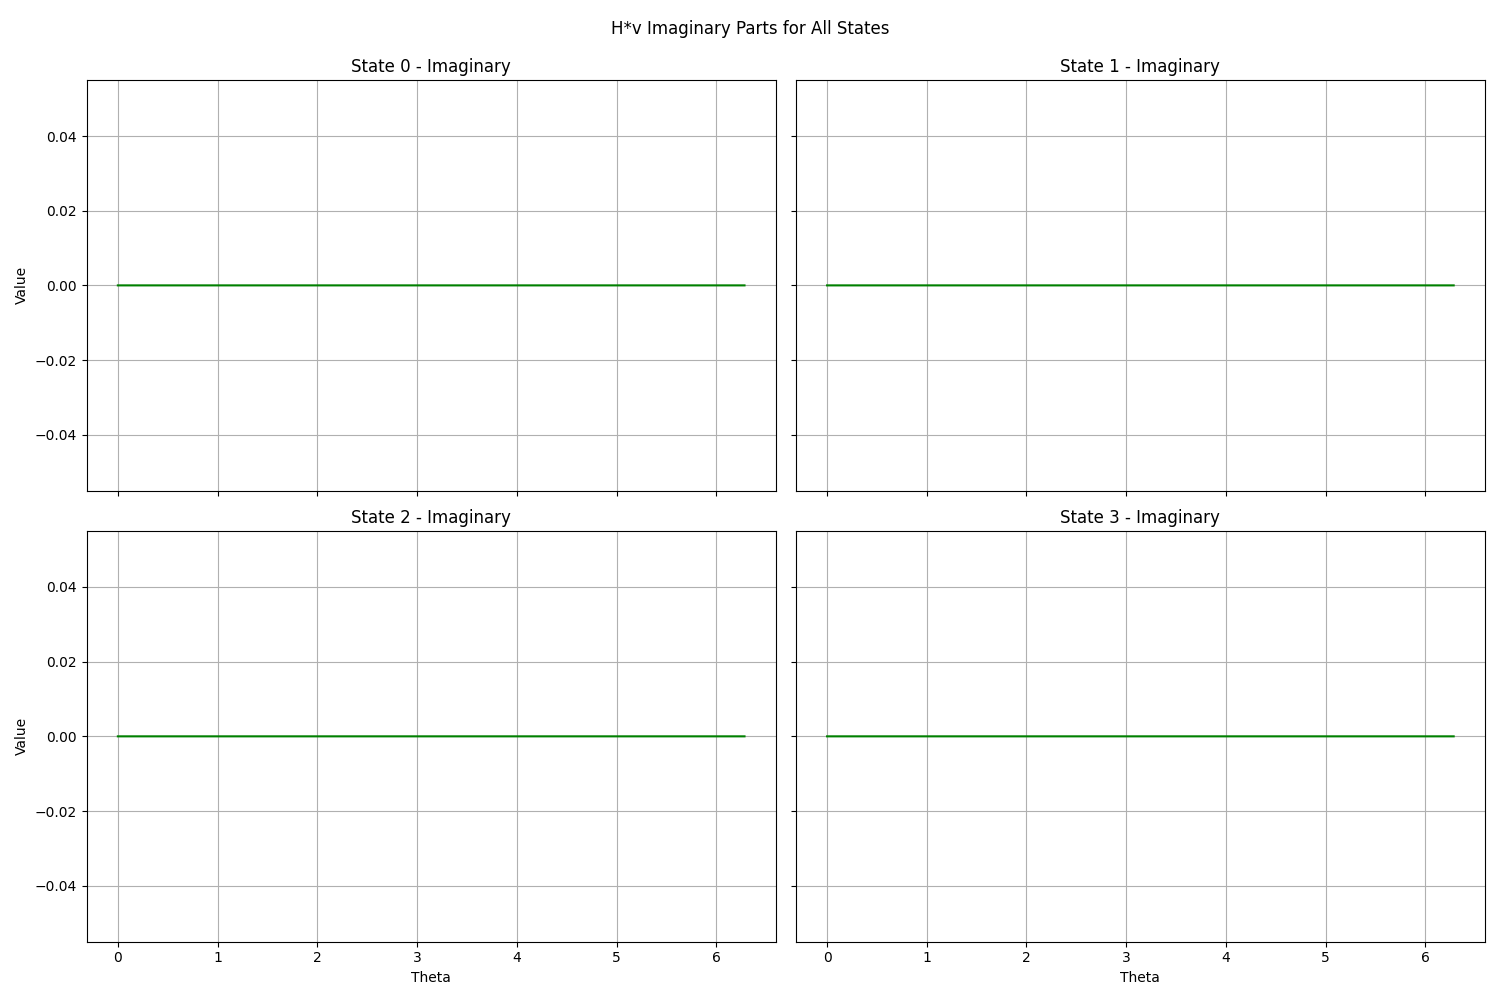 H*v Imaginary Parts for All States
State 0 - Imaginary
State 1 - Imaginary
0.04
0.02
0.00
−0.02
−0.04
Value
State 2 - Imaginary
State 3 - Imaginary
0.04
0.02
0.00
−0.02
−0.04
Value
0 1 2 3 4 5 6
0 1 2 3 4 5 6
Theta
Theta